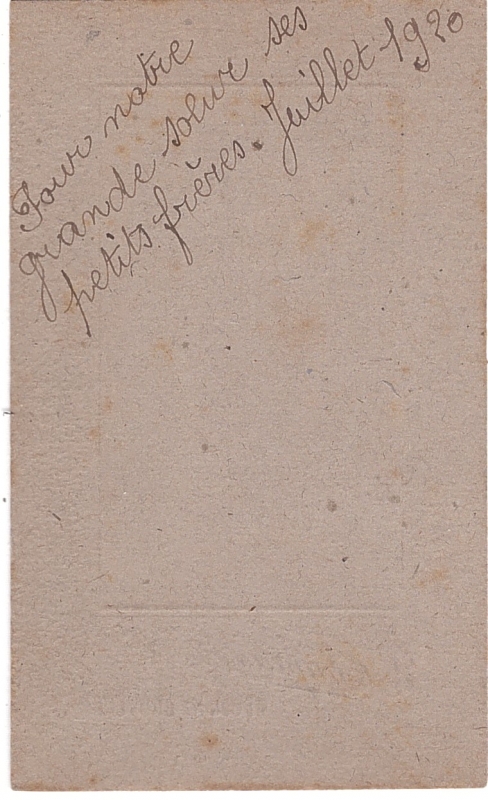 Pour notre
grande sœur ses
petits frères. Juillet 1920